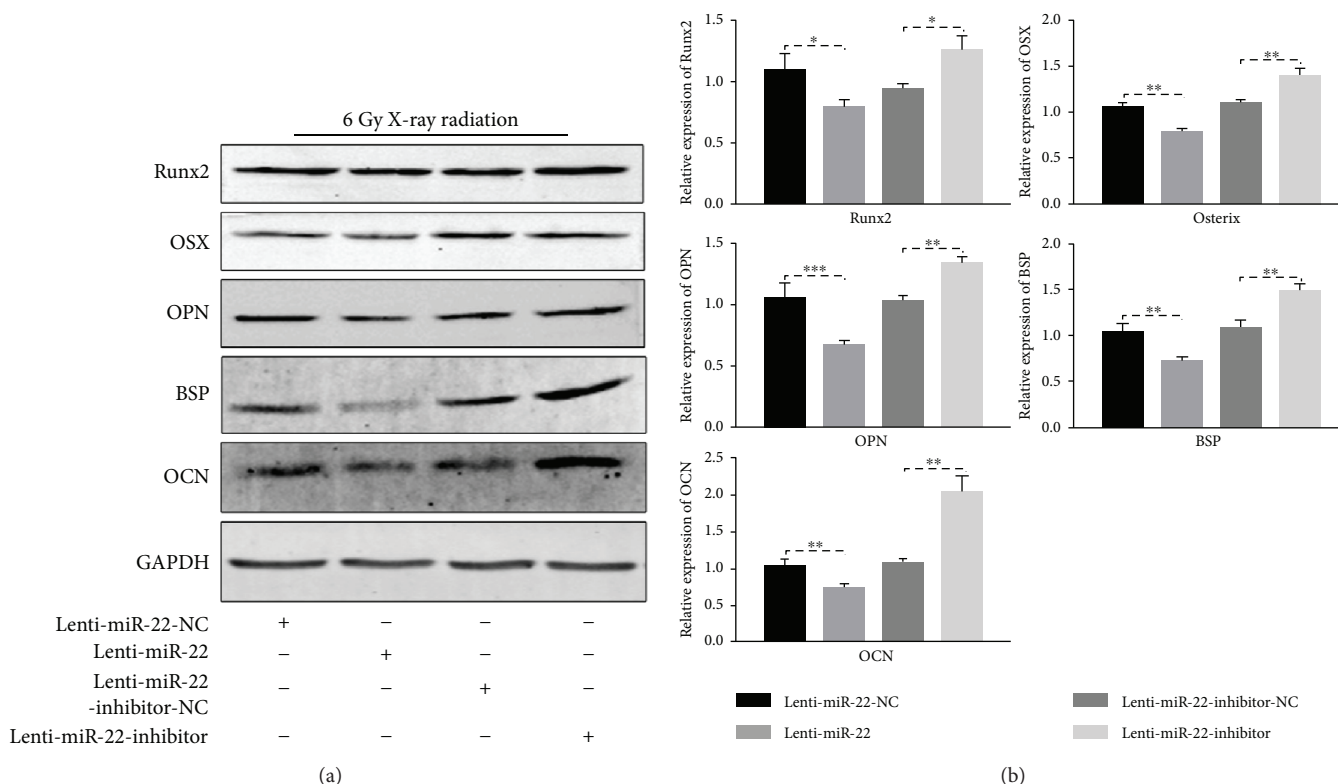 6 Gy X-ray radiation
Runx2
OSX
OPN
BSP
OCN
GAPDH
Lenti-miR-22-NC + – – –
Lenti-miR-22 – + – –
Lenti-miR-22
-inhibitor-NC – – + –
Lenti-miR-22-inhibitor – – – +
(a)
Relative expression of Runx2
1.5
1.0
0.5
0.0
* *
Runx2
Relative expression of OSX
2.0
1.5
1.0
0.5
0.0
** **
Osterix
Relative expression of OPN
1.5
1.0
0.5
0.0
*** **
OPN
Relative expression of BSP
2.0
1.5
1.0
0.5
0.0
** **
BSP
Relative expression of OCN
2.5
2.0
1.5
1.0
0.5
0.0
** **
OCN
Lenti-miR-22-NC
Lenti-miR-22
Lenti-miR-22-inhibitor-NC
Lenti-miR-22-inhibitor
(b)